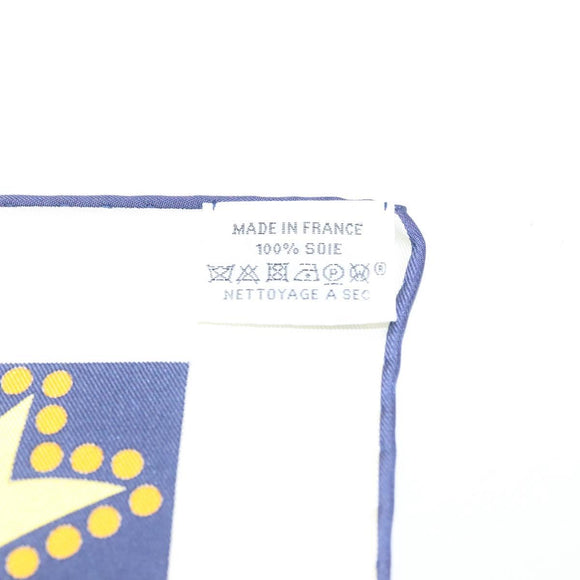 MADE IN FRANCE
100% SOIE
P W ®
NETTOYAGE A SEC